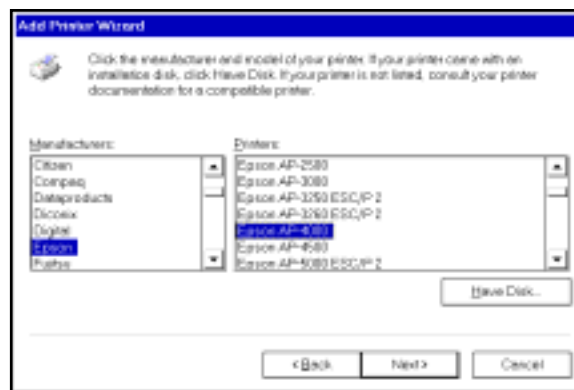 Add Printer Wizard
Click the manufacturer and model of your printer. If your printer came with an
installation disk, click Have Disk. If your printer is not listed, consult your printer
documentation for a compatible printer.
Manufacturers:
Citizen
Compaq
Dataproducts
Diconix
Digital
Epson
Fujitsu
Printers:
Epson AP-2500
Epson AP-3000
Epson AP-3250 ESC/P 2
Epson AP-3260 ESC/P 2
Epson AP-4000
Epson AP-4500
Epson AP-5000 ESC/P 2
Have Disk...
< Back
Next >
Cancel